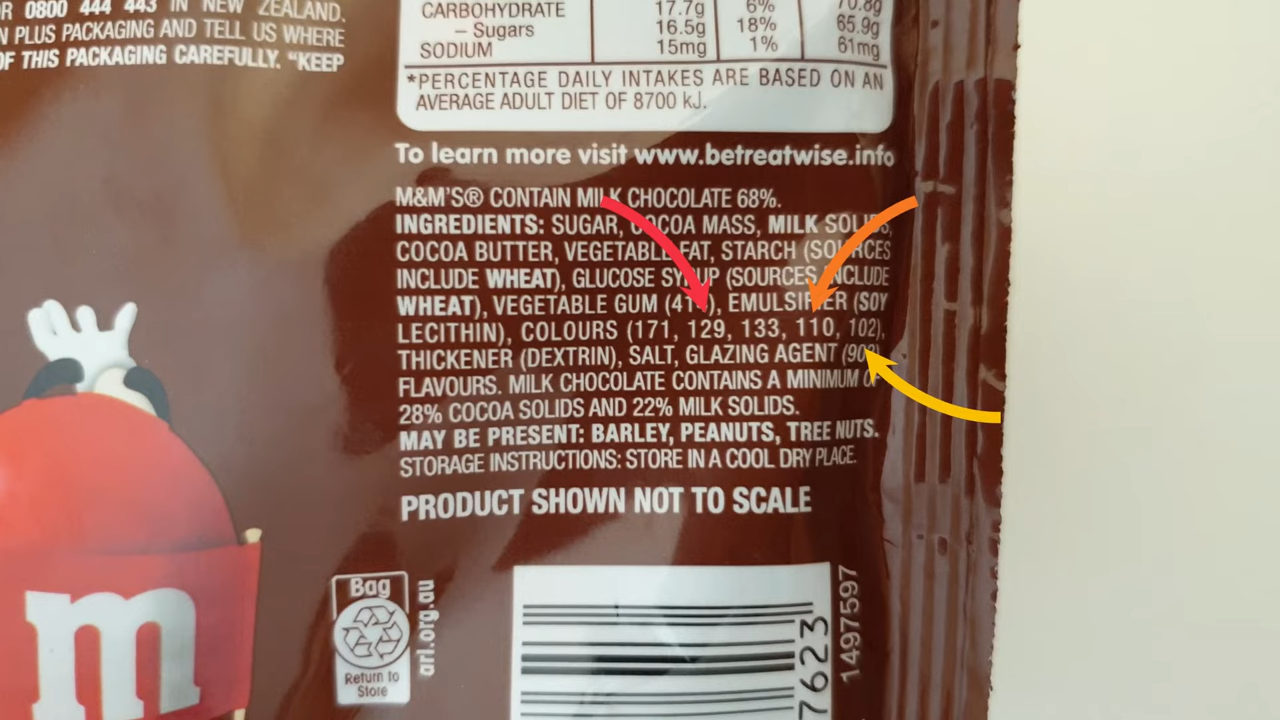 R 0800 444 443 IN NEW ZEALAND.
N PLUS PACKAGING AND TELL US WHERE
OF THIS PACKAGING CAREFULLY. "KEEP
CARBOHYDRATE 17.7g 6% 70.8g
– Sugars 16.5g 18% 65.9g
SODIUM 15mg 1% 61mg
*PERCENTAGE DAILY INTAKES ARE BASED ON AN
AVERAGE ADULT DIET OF 8700 kJ.
To learn more visit www.betreatwise.info
M&M'S® CONTAIN MILK CHOCOLATE 68%.
INGREDIENTS: SUGAR, COCOA MASS, MILK SOLIDS,
COCOA BUTTER, VEGETABLE FAT, STARCH (SOURCES
INCLUDE WHEAT), GLUCOSE SYRUP (SOURCES INCLUDE
WHEAT), VEGETABLE GUM (414), EMULSIFIER (SOY
LECITHIN), COLOURS (171, 129, 133, 110, 102),
THICKENER (DEXTRIN), SALT, GLAZING AGENT (903),
FLAVOURS. MILK CHOCOLATE CONTAINS A MINIMUM OF
28% COCOA SOLIDS AND 22% MILK SOLIDS.
MAY BE PRESENT: BARLEY, PEANUTS, TREE NUTS.
STORAGE INSTRUCTIONS: STORE IN A COOL DRY PLACE.
PRODUCT SHOWN NOT TO SCALE
m
Bag
Return to
Store
arl.org.au
7623
1497597